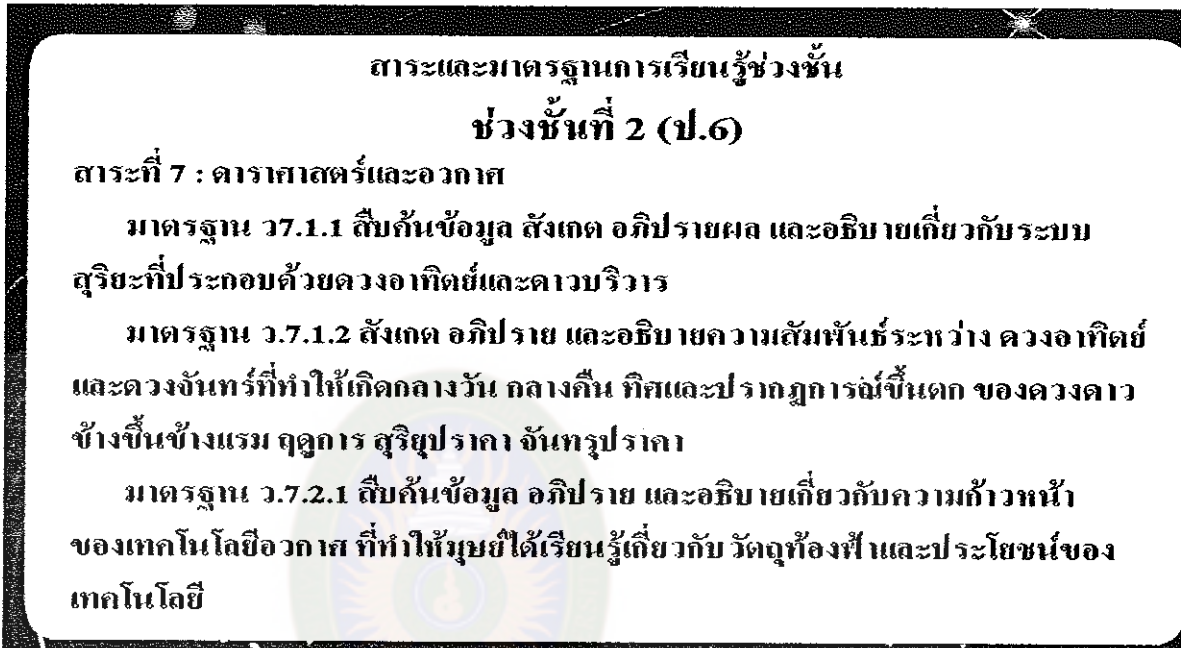 สาระและมาตรฐานการเรียนรู้ช่วงชั้น
ช่วงชั้นที่ 2 (ป.๖)
สาระที่ 7 : ดาราศาสตร์และอวกาศ
มาตรฐาน ว7.1.1 สืบค้นข้อมูล สังเกต อภิปรายผล และอธิบายเกี่ยวกับระบบ
สุริยะที่ประกอบด้วยดวงอาทิตย์และดาวบริวาร
มาตรฐาน ว.7.1.2 สังเกต อภิปราย และอธิบายความสัมพันธ์ระหว่าง ดวงอาทิตย์
และดวงจันทร์ที่ทำให้เกิดกลางวัน กลางคืน ทิศและปรากฏการณ์ขึ้นตก ของดวงดาว
ข้างขึ้นข้างแรม ฤดูการ สุริยุปราคา จันทรุปราคา
มาตรฐาน ว.7.2.1 สืบค้นข้อมูล อภิปราย และอธิบายเกี่ยวกับความก้าวหน้า
ของเทคโนโลยีอวกาศ ที่ทำให้มุษย์ได้เรียนรู้เกี่ยวกับ วัตถุท้องฟ้าและประโยชน์ของ
เทคโนโลยี